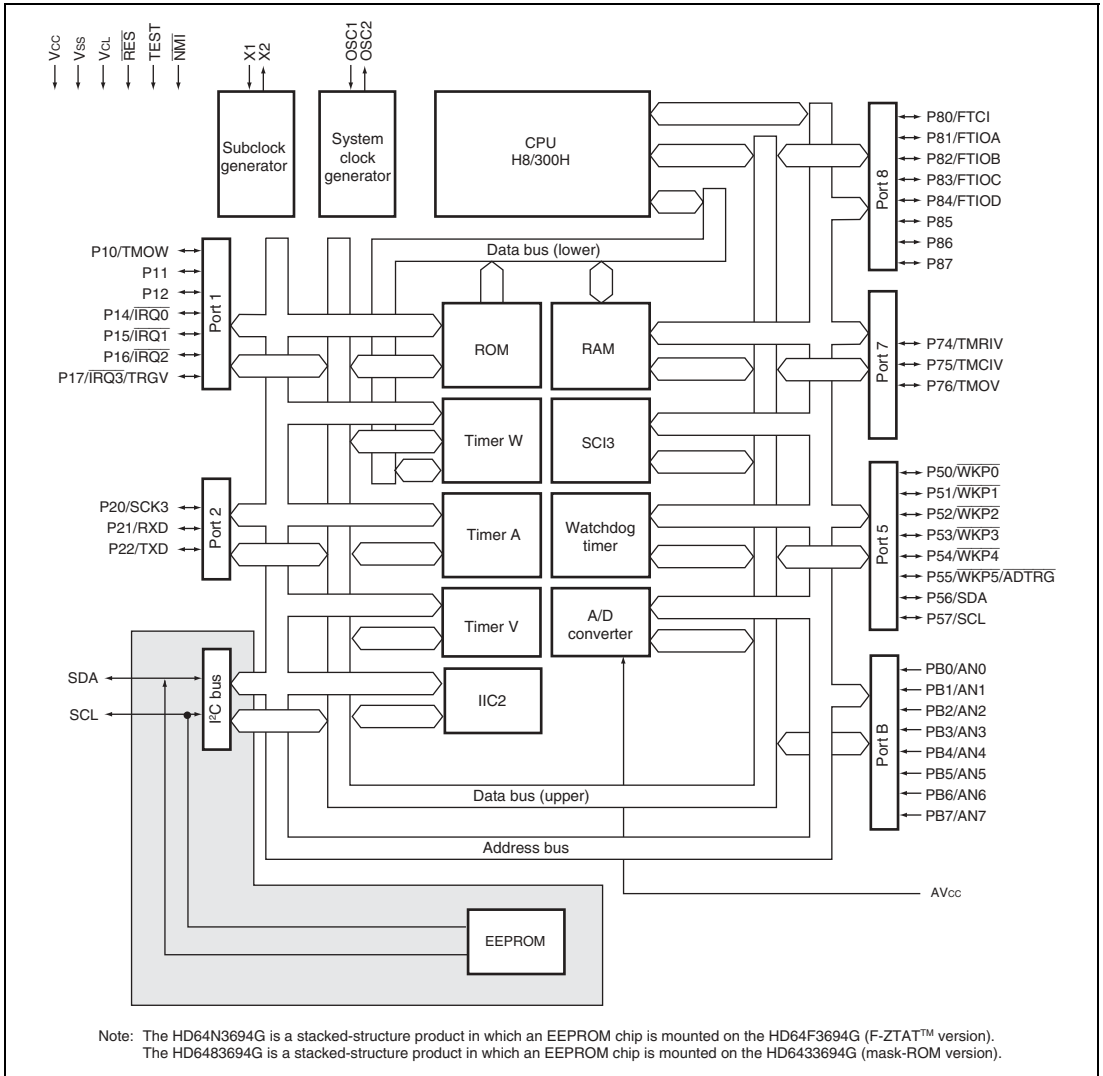 VCC
VSS
VCL
RES
TEST
NMI
X1
X2
OSC1
OSC2
Subclock
generator
System
clock
generator
CPU
H8/300H
Data bus (lower)
P10/TMOW
P11
P12
P14/IRQ0
P15/IRQ1
P16/IRQ2
P17/IRQ3/TRGV
Port 1
P20/SCK3
P21/RXD
P22/TXD
Port 2
SDA
SCL
I²C bus
ROM
RAM
Timer W
SCI3
Timer A
Watchdog
timer
Timer V
A/D
converter
IIC2
Port 8
P80/FTCI
P81/FTIOA
P82/FTIOB
P83/FTIOC
P84/FTIOD
P85
P86
P87
Port 7
P74/TMRIV
P75/TMCIV
P76/TMOV
Port 5
P50/WKP0
P51/WKP1
P52/WKP2
P53/WKP3
P54/WKP4
P55/WKP5/ADTRG
P56/SDA
P57/SCL
Port B
PB0/AN0
PB1/AN1
PB2/AN2
PB3/AN3
PB4/AN4
PB5/AN5
PB6/AN6
PB7/AN7
Data bus (upper)
Address bus
AVCC
EEPROM
Note: The HD64N3694G is a stacked-structure product in which an EEPROM chip is mounted on the HD64F3694G (F-ZTAT™ version).
The HD6483694G is a stacked-structure product in which an EEPROM chip is mounted on the HD6433694G (mask-ROM version).